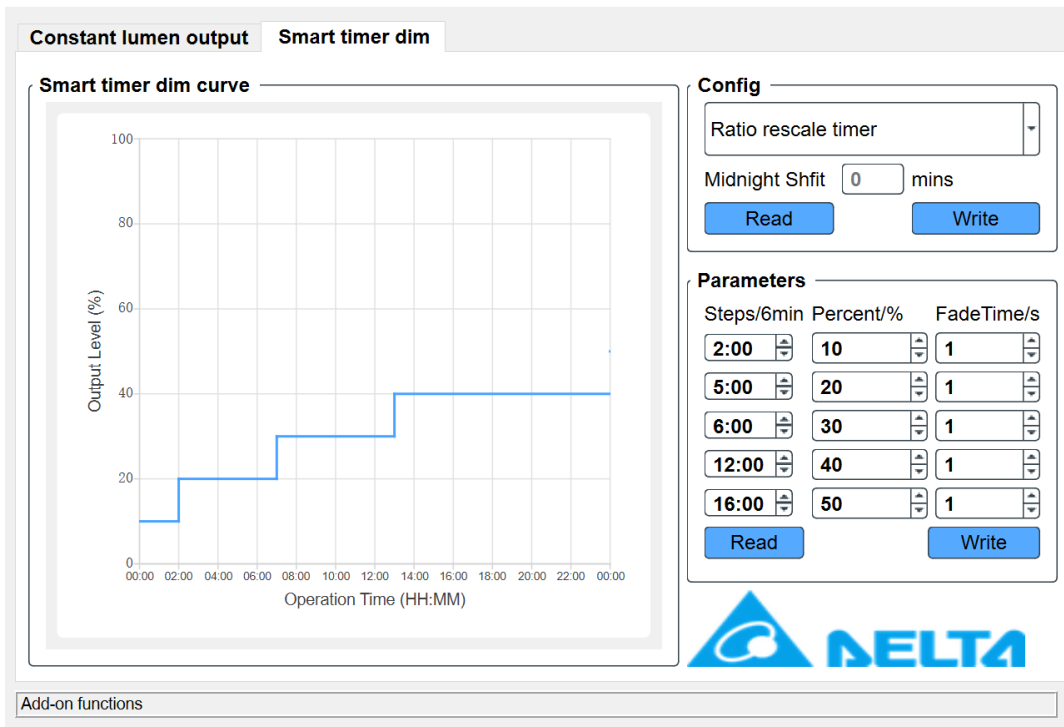 Constant lumen output
Smart timer dim
Smart timer dim curve
100
80
60
40
20
0
Output Level (%)
00:00 02:00 04:00 06:00 08:00 10:00 12:00 14:00 16:00 18:00 20:00 22:00 00:00
Operation Time (HH:MM)
Config
Ratio rescale timer
Midnight Shfit 0 mins
Read Write
Parameters
Steps/6min Percent/% FadeTime/s
2:00 10 1
5:00 20 1
6:00 30 1
12:00 40 1
16:00 50 1
Read Write
DELTA
Add-on functions